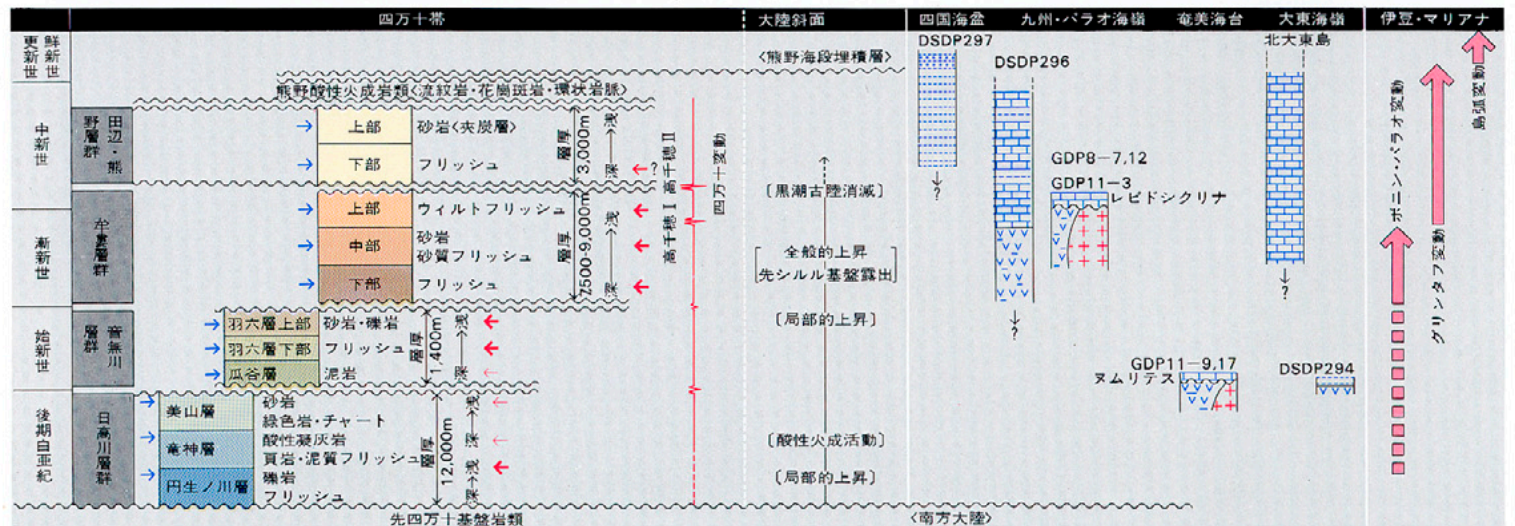 四万十帯
大陸斜面
四国海盆
九州・パラオ海嶺
奄美海台
大東海嶺
伊豆・マリアナ
鮮新世
更新世
中新世
漸新世
始新世
後期白亜紀
田辺・熊野層群
牟婁層群
音無川層群
日高川層群
熊野酸性火成岩類〈流紋岩・花崗斑岩・環状岩脈〉
上部
砂岩〈夾炭層〉
下部
フリッシュ
層厚
3,000m
深→浅
?
上部
ウィルトフリッシュ
中部
砂岩
砂質フリッシュ
下部
フリッシュ
層厚
2500-9,000m
深→浅
羽六層上部
砂岩・礫岩
羽六層下部
フリッシュ
瓜谷層
泥岩
層厚
1,400m
深→浅
美山層
砂岩
緑色岩・チャート
竜神層
酸性凝灰岩
頁岩・泥質フリッシュ
円生ノ川層
礫岩
フリッシュ
層厚
12,000m
深→浅
深→浅
先四万十基盤岩類
高千穂II
高千穂I
四万十変動
〈熊野海段埋積層〉
〔黒潮古陸消滅〕
全般的上昇
先シルル基盤露出
〔局部的上昇〕
〔酸性火成活動〕
〔局部的上昇〕
〈南方大陸〉
DSDP297
?
DSDP296
?
GDP8−7,12
GDP11−3
レピドシクリナ
GDP11−9,17
ヌムリテス
北大東島
?
DSDP294
ボニン・パラオ変動
グリンタフ変動
島弧変動